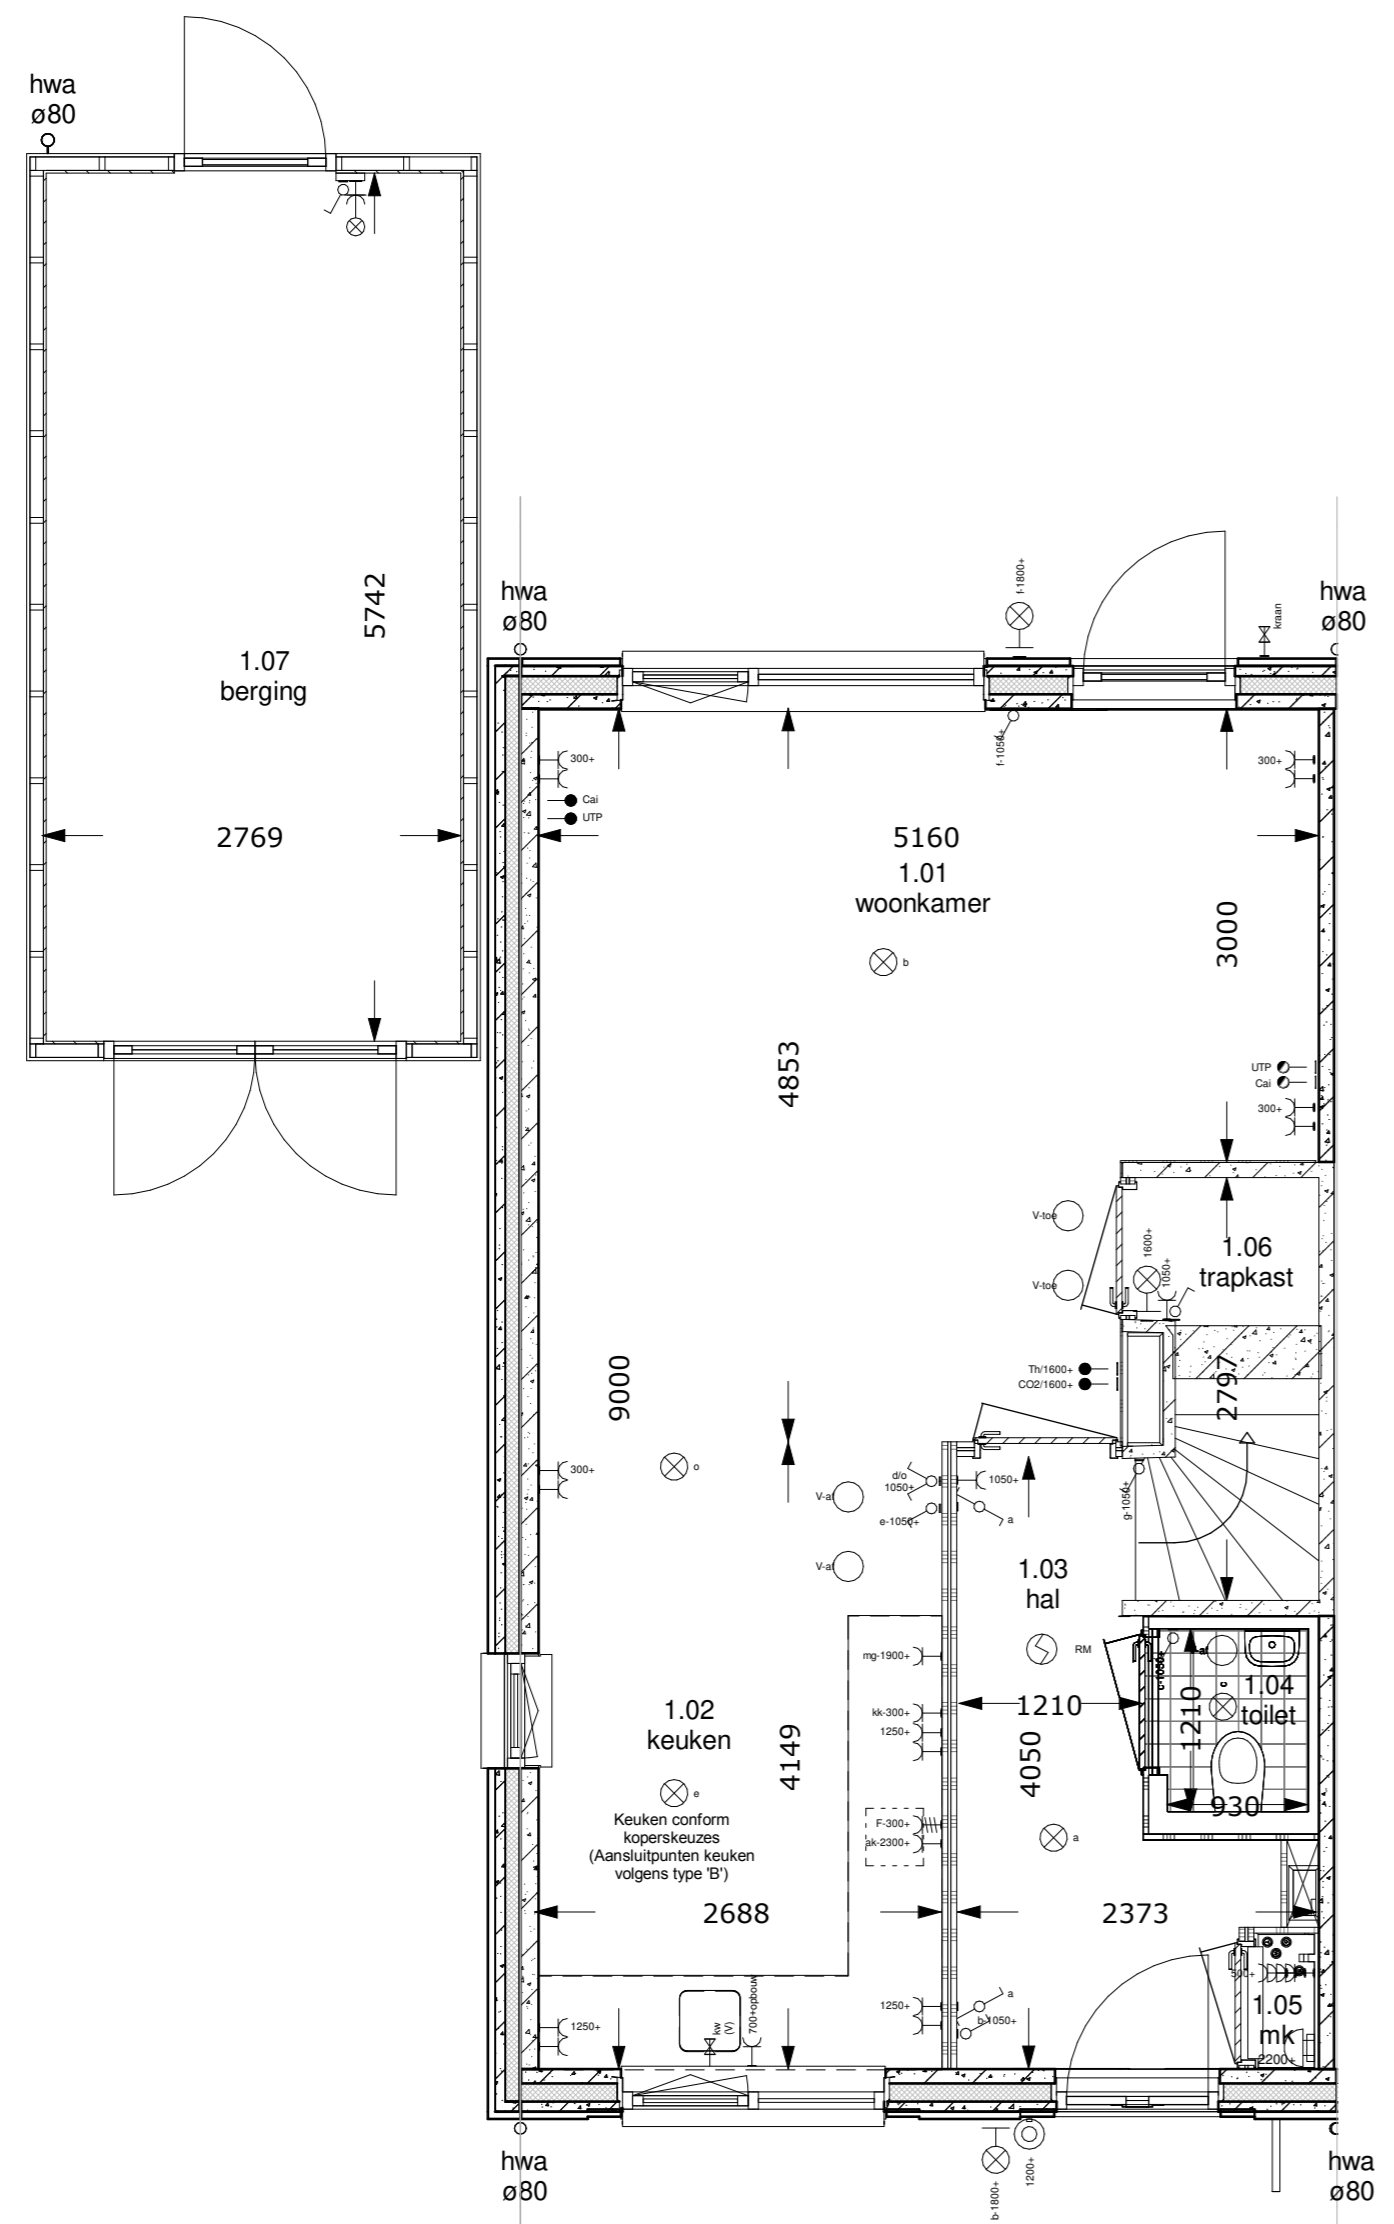 hwa
ø80
5742
1.07
berging
2769
hwa
ø80
f-1800+
kraan
hwa
ø80
f-1050+
300+
Cai
UTP
300+
5160
1.01
woonkamer
3000
b
4853
UTP
Cai
300+
V-toe
V-toe
1600+
1050+
1.06
trapkast
Th/1600+
CO2/1600+
2797
9000
300+
o
V-af
V-af
d/o
1050+
e-1050+
1050+
a
g-1050+
1.03
hal
RM
mg-1900+
kk-300+
1250+
1.02
keuken
4149
1210
4050
c-1050+
c
1210
1.04
toilet
930
e
Keuken conform
koperskeuzes
(Aansluitpunten keuken
volgens type 'B')
F-300+
ak-2300+
a
2688
2373
500+
1.05
mk
2200+
1250+
kw
(V)
700+opbouw
1250+
a
b-1050+
hwa
ø80
b-1800+
1200+
hwa
ø80